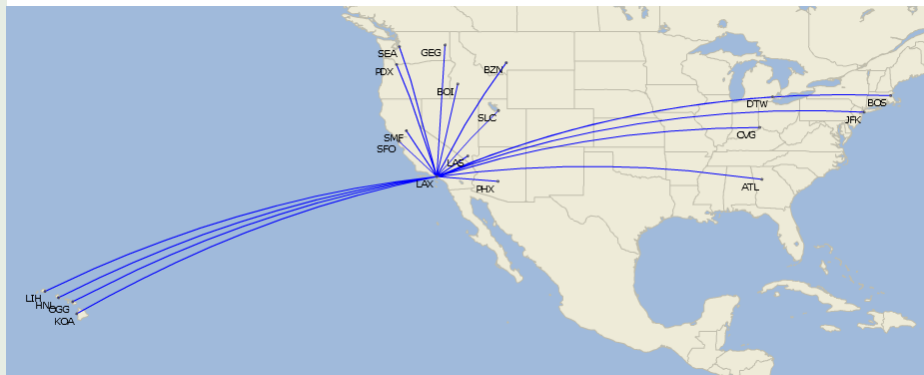 SEA
GEG
PDX
BZN
BOI
DTW
BOS
SLC
JFK
SMF
CVG
SFO
LAS
LAX
PHX
ATL
LIH
HNL
OGG
KOA